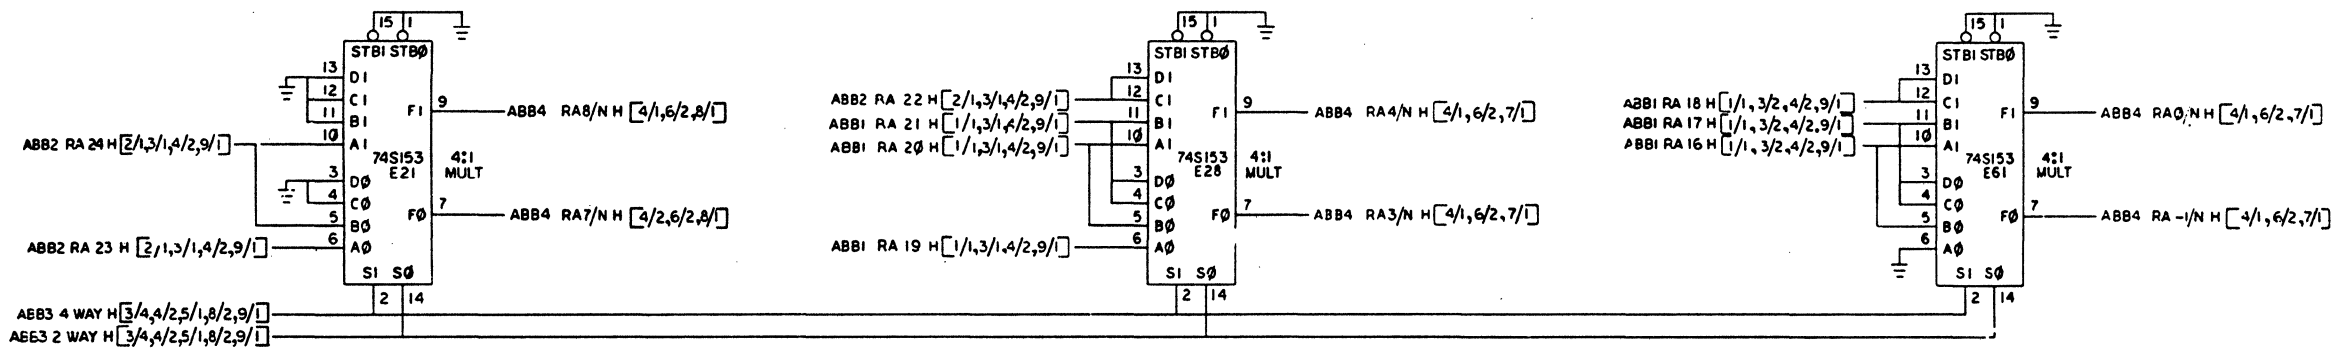 15 1
STB1 STBØ
13 D1
12 C1
11 B1
10 A1
F1 9
ABB4 RA8/N H [4/1,6/2,8/1]
ABB2 RA 24 H [2/1,3/1,4/2,9/1]
74S153
E21
4:1
MULT
3 DØ
4 CØ
5 BØ
6 AØ
FØ 7
ABB4 RA7/N H [4/2,6/2,8/1]
ABB2 RA 23 H [2/1,3/1,4/2,9/1]
S1 SØ
2 14
15 1
STB1 STBØ
13 D1
12 C1
11 B1
10 A1
F1 9
ABB4 RA4/N H [4/1,6/2,7/1]
ABB2 RA 22 H [2/1,3/1,4/2,9/1]
ABB1 RA 21 H [1/1,3/1,4/2,9/1]
ABB1 RA 2Ø H [1/1,3/1,4/2,9/1]
74S153
E28
4:1
MULT
3 DØ
4 CØ
5 BØ
6 AØ
FØ 7
ABB4 RA3/N H [4/1,6/2,7/1]
ABB1 RA 19 H [1/1,3/1,4/2,9/1]
S1 SØ
2 14
15 1
STB1 STBØ
13 D1
12 C1
11 B1
10 A1
F1 9
ABB4 RAØ/N H [4/1,6/2,7/1]
ABB1 RA 18 H [1/1,3/2,4/2,9/1]
ABB1 RA 17 H [1/1,3/2,4/2,9/1]
ABB1 RA 16 H [1/1,3/2,4/2,9/1]
74S153
E61
4:1
MULT
3 DØ
4 CØ
5 BØ
6 AØ
FØ 7
ABB4 RA -1/N H [4/1,6/2,7/1]
S1 SØ
2 14
ABB3 4 WAY H [3/4,4/2,5/1,8/2,9/1]
ABB3 2 WAY H [3/4,4/2,5/1,8/2,9/1]